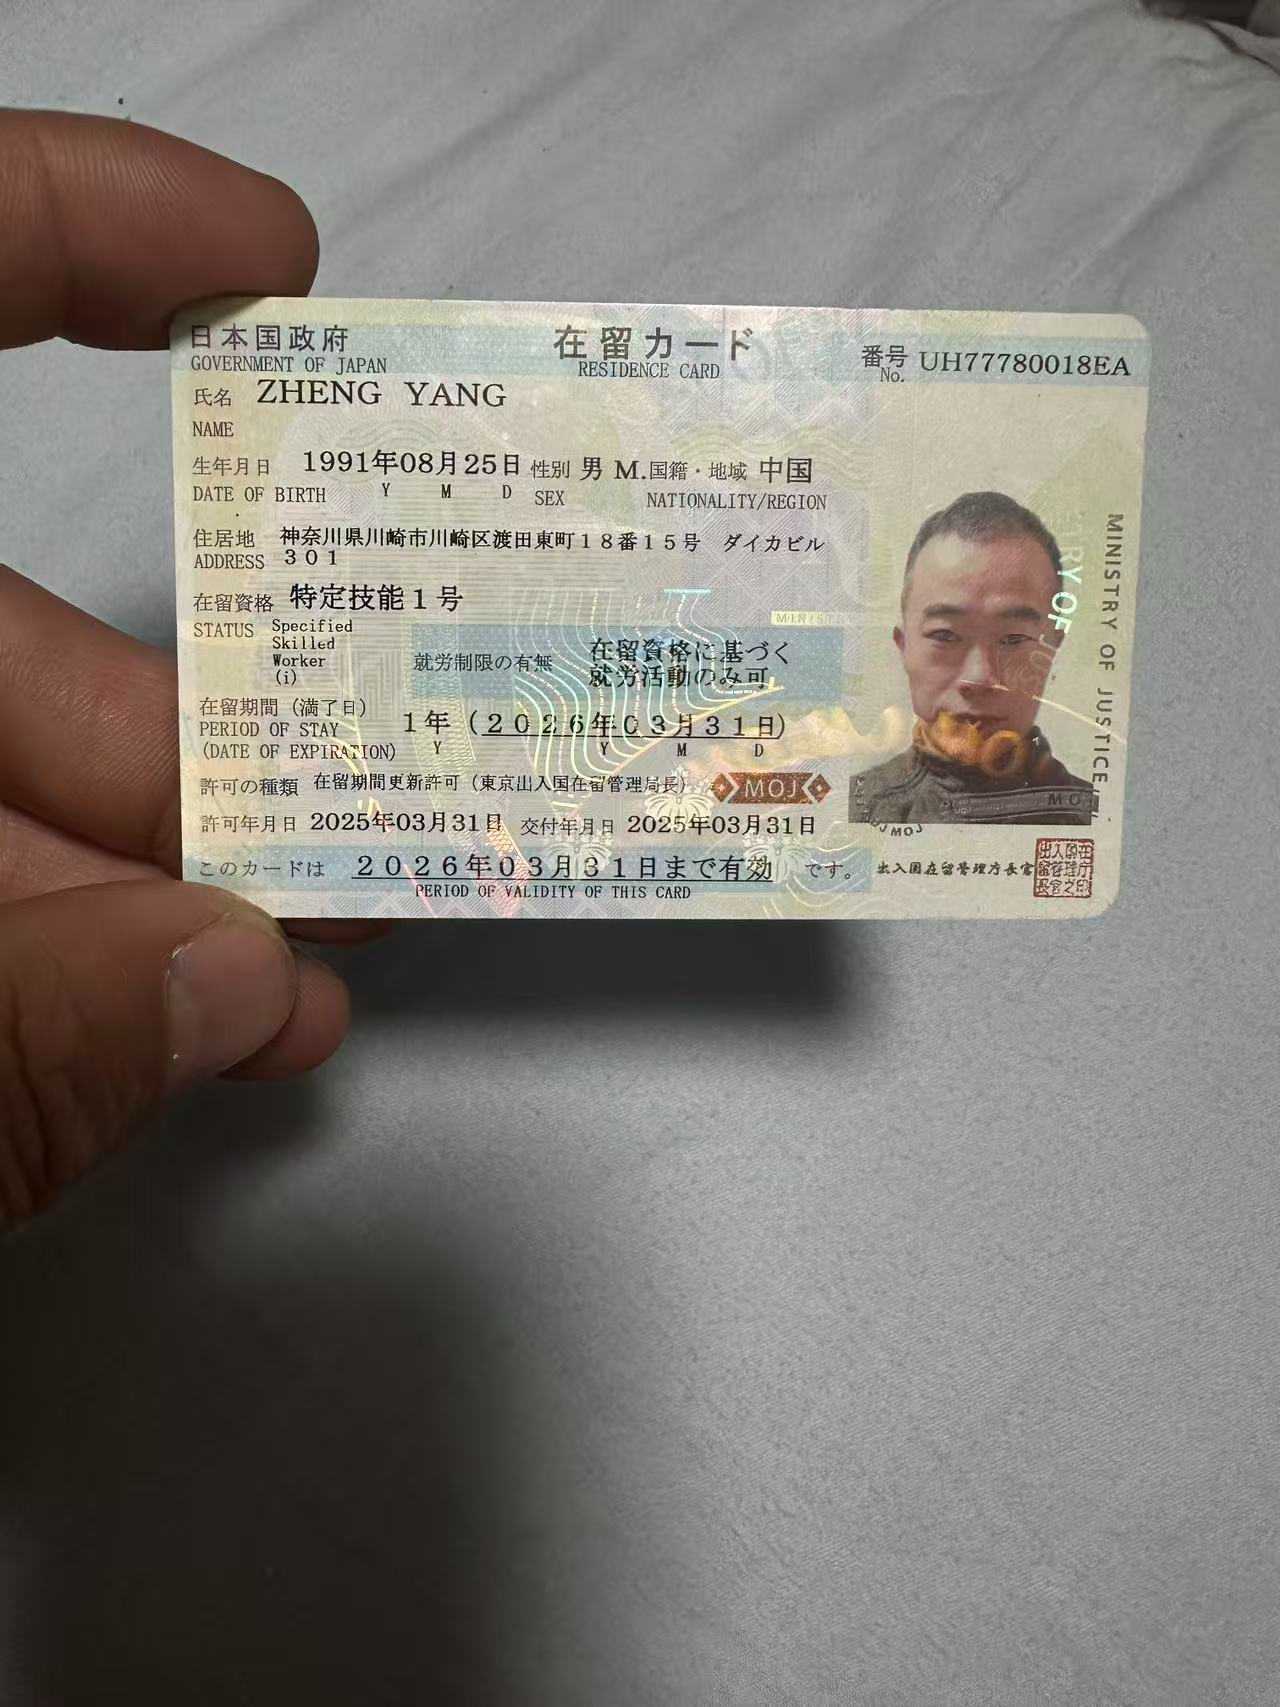 日本国政府 在留カード 番号 UH77780018EA
GOVERNMENT OF JAPAN RESIDENCE CARD No.
氏名 ZHENG YANG
NAME
生年月日 1991年08月25日 性別 男 M. 国籍・地域 中国
DATE OF BIRTH Y M D SEX NATIONALITY/REGION
住居地 神奈川県川崎市川崎区渡田東町18番15号 ダイカビル
ADDRESS 301
在留資格 特定技能1号
STATUS Specified
Skilled
Worker
(i)
就労制限の有無 在留資格に基づく
就労活動のみ可
在留期間(満了日) 1年(2026年03月31日)
PERIOD OF STAY
(DATE OF EXPIRATION) Y Y M D
許可の種類 在留期間更新許可(東京出入国在留管理局長) MOJ
許可年月日 2025年03月31日 交付年月日 2025年03月31日
このカードは 2026年03月31日まで有効 です。
PERIOD OF VALIDITY OF THIS CARD
出入国在留管理庁長官
MINISTRY OF JUSTICE
MOJ